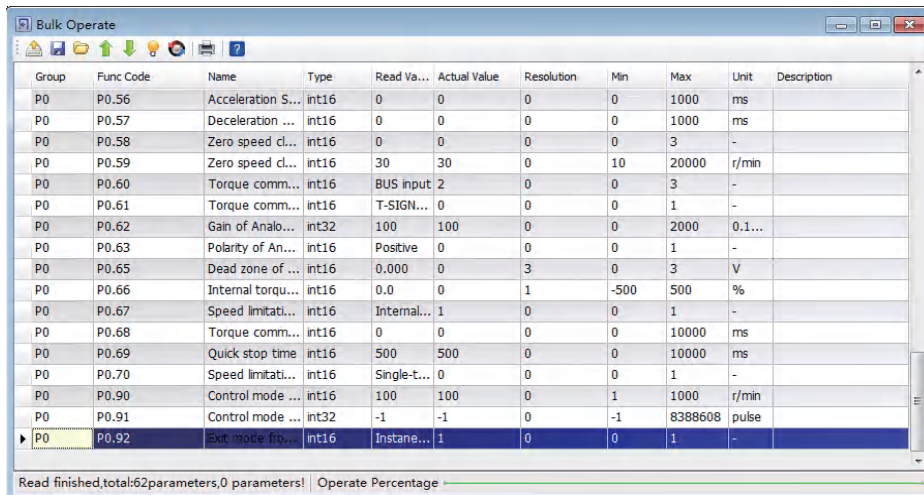 Bulk Operate
Group Func Code Name Type Read Va... Actual Value Resolution Min Max Unit Description
P0 P0.56 Acceleration S... int16 0 0 0 0 1000 ms
P0 P0.57 Deceleration ... int16 0 0 0 0 1000 ms
P0 P0.58 Zero speed cl... int16 0 0 0 0 3 -
P0 P0.59 Zero speed cl... int16 30 30 0 10 20000 r/min
P0 P0.60 Torque comm... int16 BUS input 2 0 0 3 -
P0 P0.61 Torque comm... int16 T-SIGN... 0 0 0 1 -
P0 P0.62 Gain of Analo... int32 100 100 0 0 2000 0.1...
P0 P0.63 Polarity of An... int16 Positive 0 0 0 1 -
P0 P0.65 Dead zone of ... int16 0.000 0 3 0 3 V
P0 P0.66 Internal torqu... int16 0.0 0 1 -500 500 %
P0 P0.67 Speed limitati... int16 Internal... 1 0 0 1 -
P0 P0.68 Torque comm... int16 0 0 0 0 10000 ms
P0 P0.69 Quick stop time int16 500 500 0 0 10000 ms
P0 P0.70 Speed limitati... int16 Single-t... 0 0 0 1 -
P0 P0.90 Control mode ... int16 100 100 0 1 1000 r/min
P0 P0.91 Control mode ... int32 -1 -1 0 -1 8388608 pulse
P0 P0.92 Exit mode fro... int16 Instane... 1 0 0 1 -
Read finished,total:62parameters,0 parameters! Operate Percentage